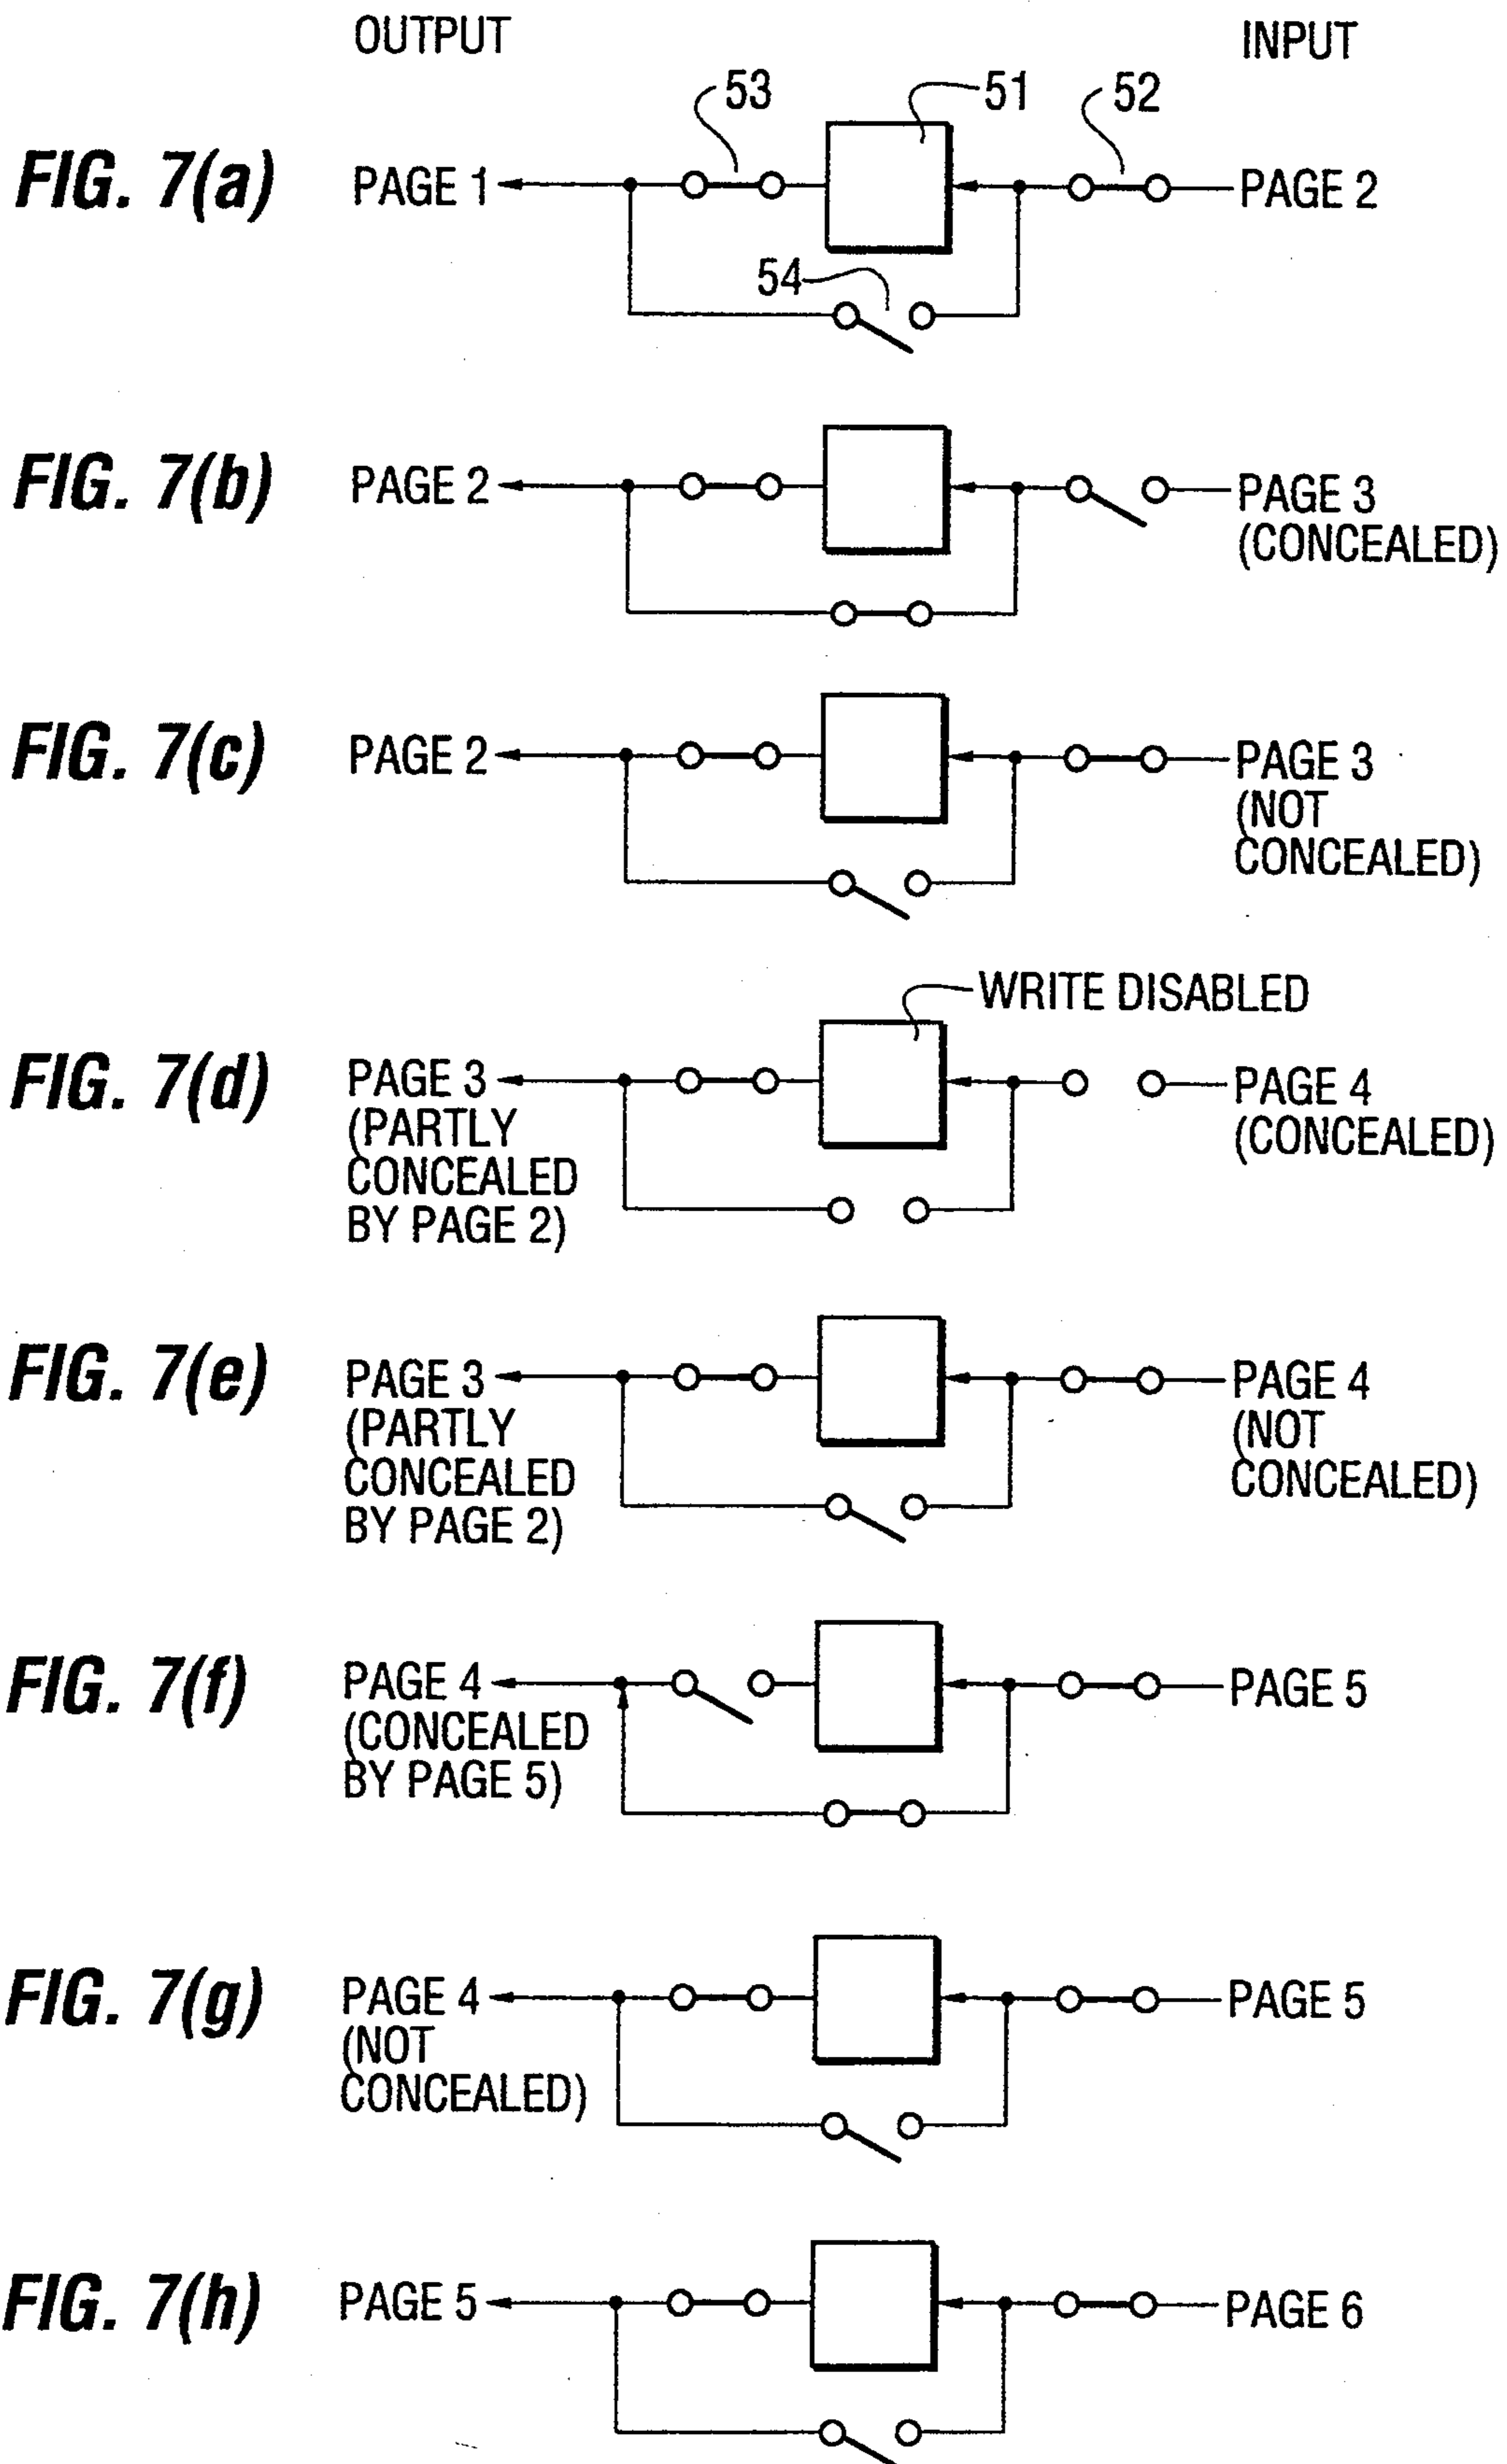 OUTPUT INPUT
53 51 52
FIG. 7(a) PAGE 1 PAGE 2
54
FIG. 7(b) PAGE 2 PAGE 3
(CONCEALED)
FIG. 7(c) PAGE 2 PAGE 3
(NOT
CONCEALED)
WRITE DISABLED
FIG. 7(d) PAGE 3 PAGE 4
(PARTLY (CONCEALED)
CONCEALED
BY PAGE 2)
FIG. 7(e) PAGE 3 PAGE 4
(PARTLY (NOT
CONCEALED CONCEALED)
BY PAGE 2)
FIG. 7(f) PAGE 4 PAGE 5
(CONCEALED
BY PAGE 5)
FIG. 7(g) PAGE 4 PAGE 5
(NOT
CONCEALED)
FIG. 7(h) PAGE 5 PAGE 6